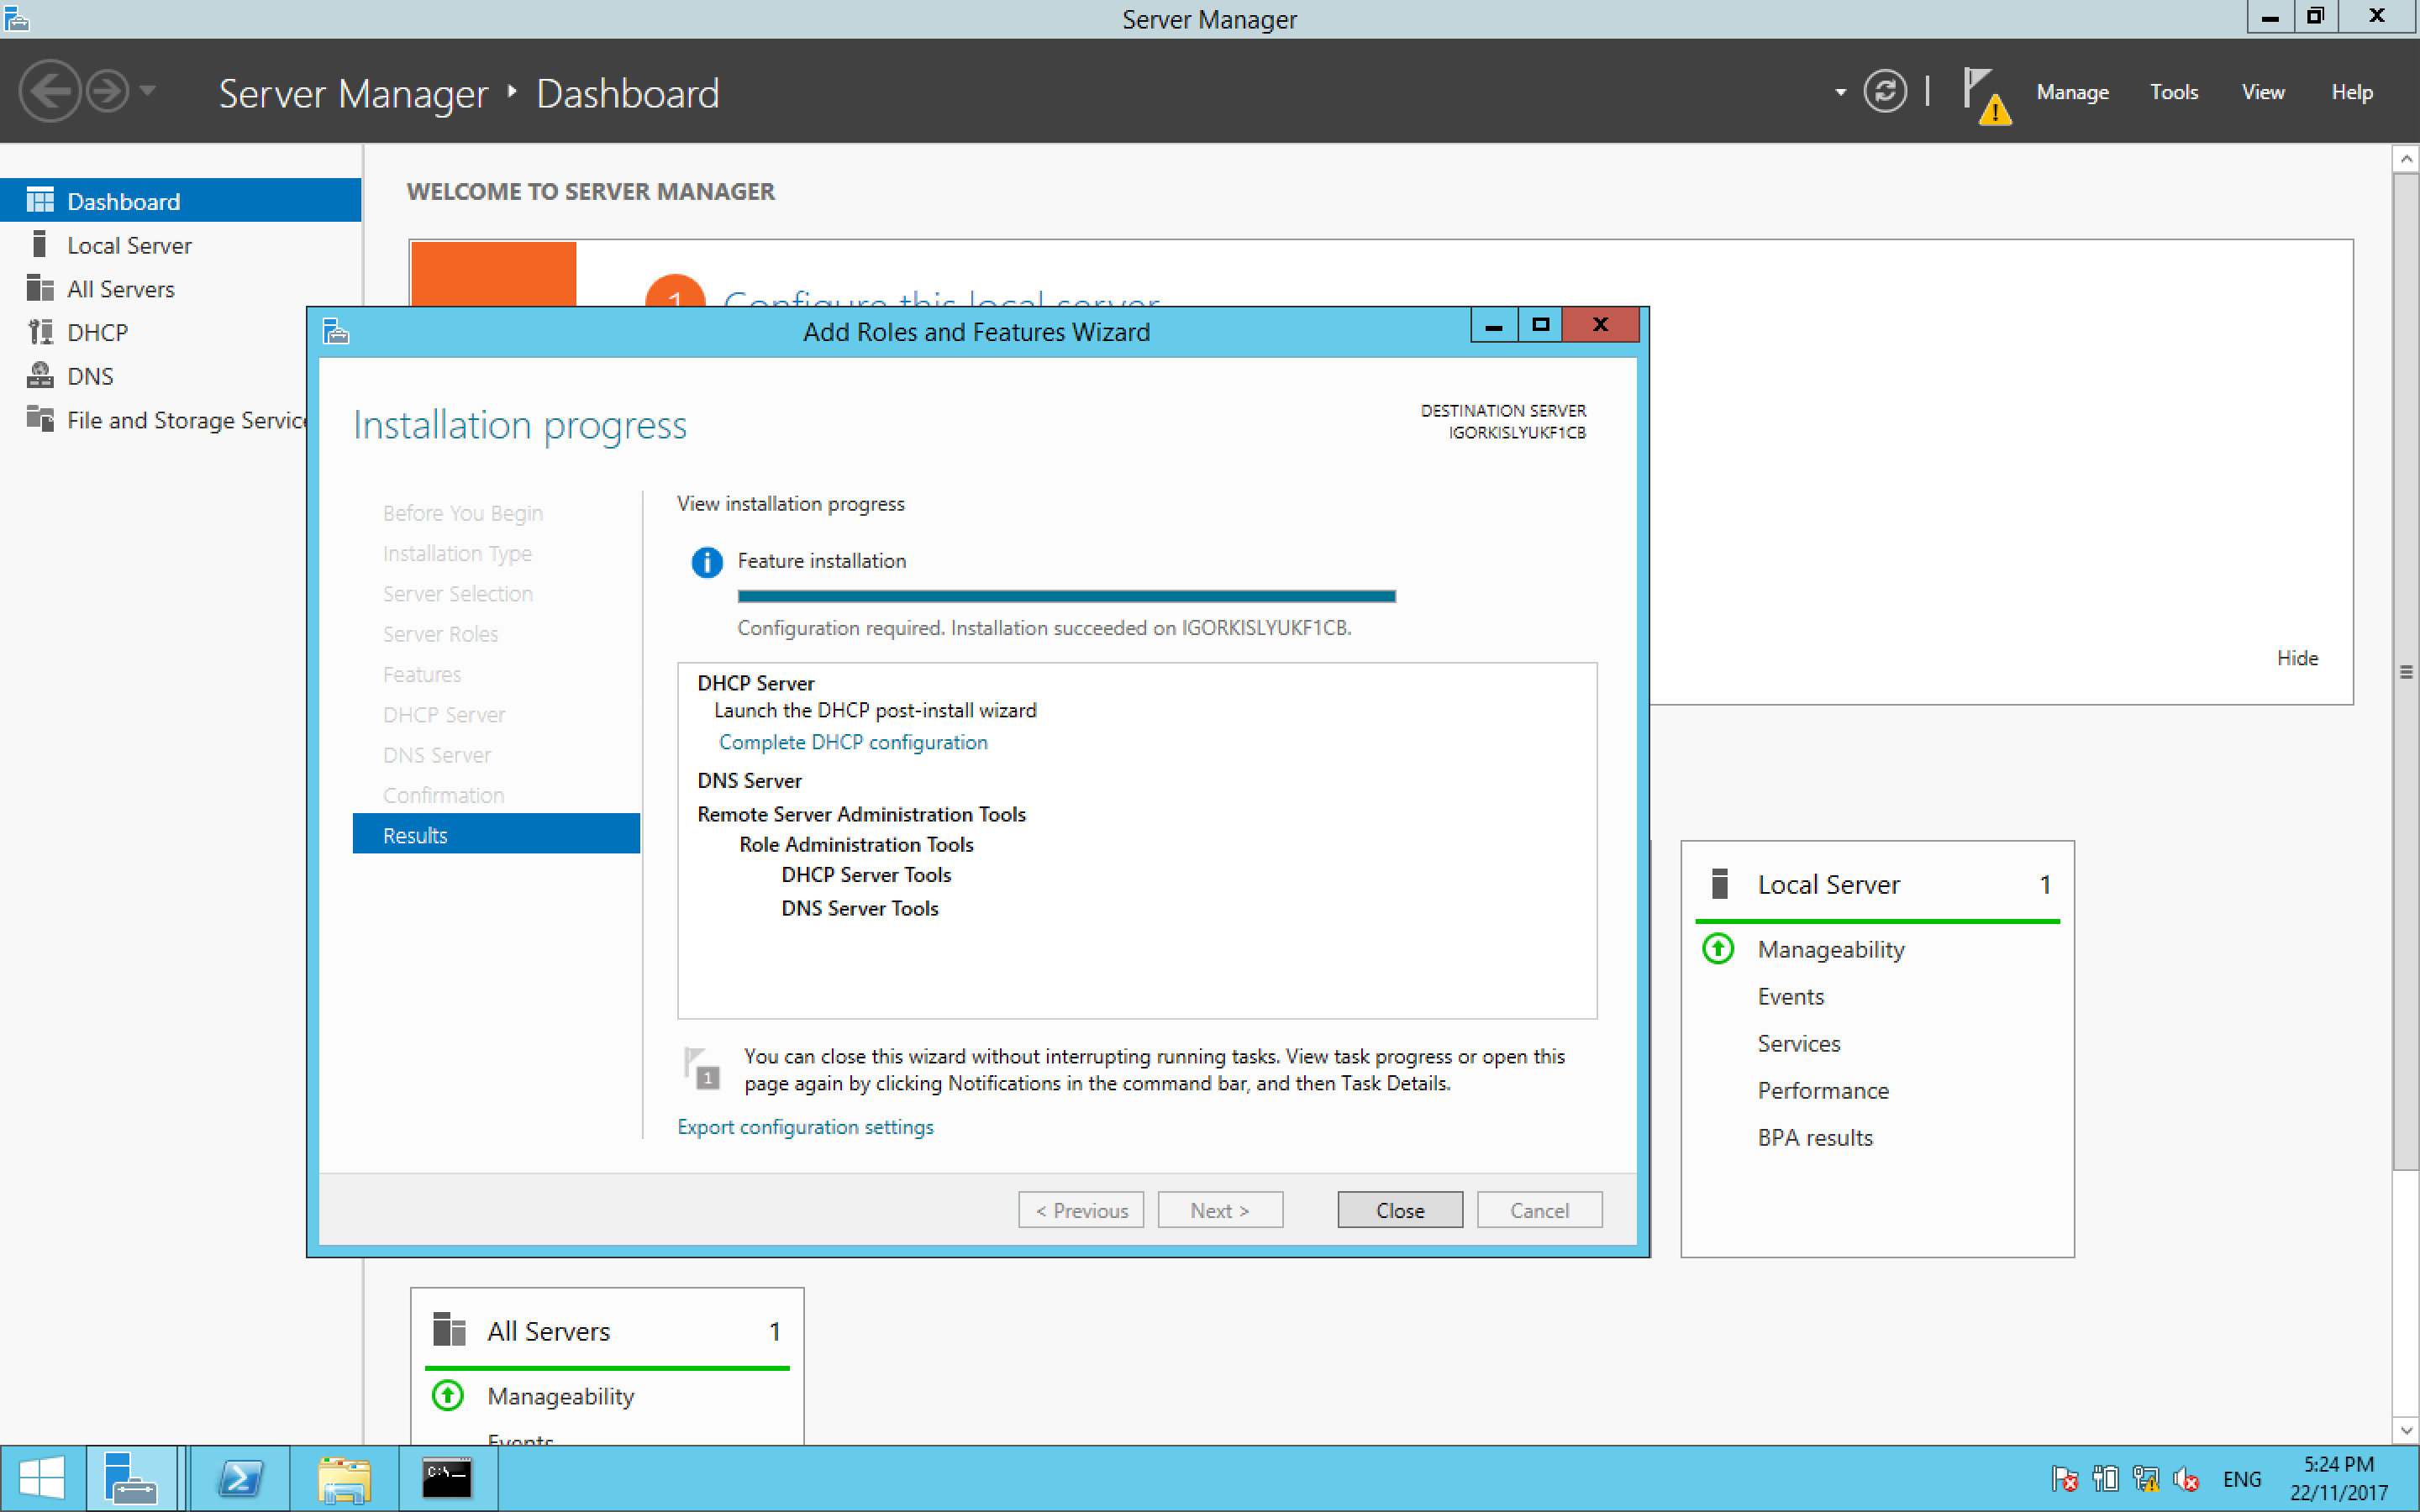 Server Manager
Server Manager ‣ Dashboard
Manage Tools View Help
Dashboard
Local Server
All Servers
DHCP
DNS
File and Storage Service
WELCOME TO SERVER MANAGER
1 Configure this local server
Hide
Add Roles and Features Wizard
Installation progress
DESTINATION SERVER
IGORKISLYUKF1CB
Before You Begin
Installation Type
Server Selection
Server Roles
Features
DHCP Server
DNS Server
Confirmation
Results
View installation progress
Feature installation
Configuration required. Installation succeeded on IGORKISLYUKF1CB.
DHCP Server
Launch the DHCP post-install wizard
Complete DHCP configuration
DNS Server
Remote Server Administration Tools
Role Administration Tools
DHCP Server Tools
DNS Server Tools
1
You can close this wizard without interrupting running tasks. View task progress or open this
page again by clicking Notifications in the command bar, and then Task Details.
Export configuration settings
< Previous Next > Close Cancel
Local Server 1
Manageability
Events
Services
Performance
BPA results
All Servers 1
Manageability
Events
C:\
ENG
5:24 PM
22/11/2017